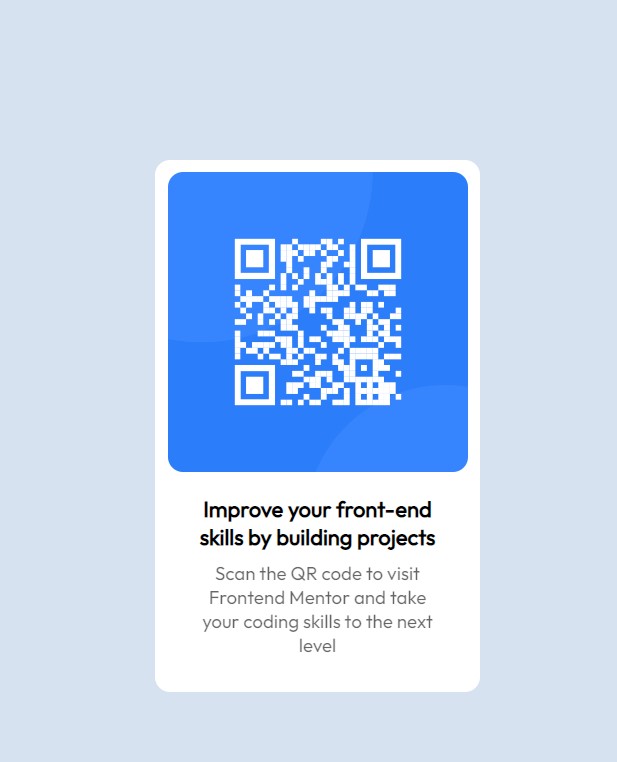 Improve your front-end
skills by building projects
Scan the QR code to visit
Frontend Mentor and take
your coding skills to the next
level